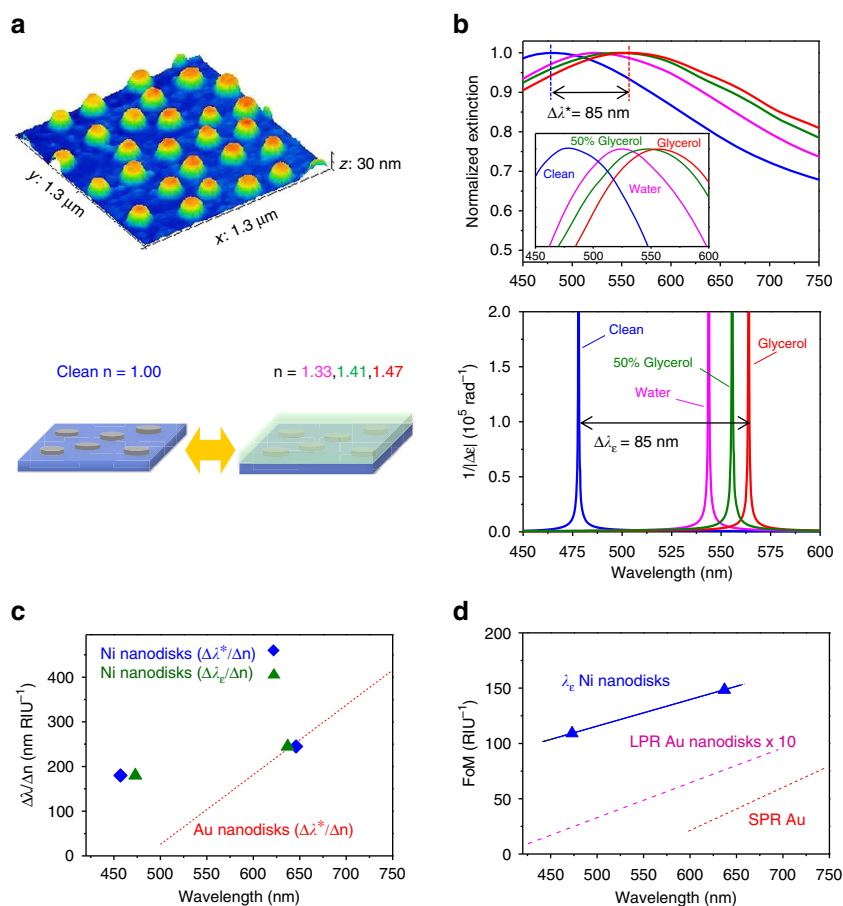 a
z: 30 nm
y: 1.3 µm
x: 1.3 µm
Clean n = 1.00
n = 1.33,1.41,1.47
b
Normalized extinction
1.0
0.9
0.8
0.7
0.6
0.5
Δλ*= 85 nm
50% Glycerol
Glycerol
Clean
Water
450 500 550 600
450 500 550 600 650 700 750
1/|Δε| (10⁵ rad⁻¹)
2.0
1.5
1.0
0.5
0.0
Clean
50% Glycerol
Glycerol
Water
Δλε = 85 nm
450 475 500 525 550 575 600
Wavelength (nm)
c
Δλ/Δn (nm RIU⁻¹)
400
300
200
100
0
Ni nanodisks (Δλ*/Δn)
Ni nanodisks (Δλε/Δn)
Au nanodisks (Δλ*/Δn)
450 500 550 600 650 700 750
Wavelength (nm)
d
FoM (RIU⁻¹)
200
150
100
50
0
λε Ni nanodisks
LPR Au nanodisks x 10
SPR Au
450 500 550 600 650 700 750
Wavelength (nm)